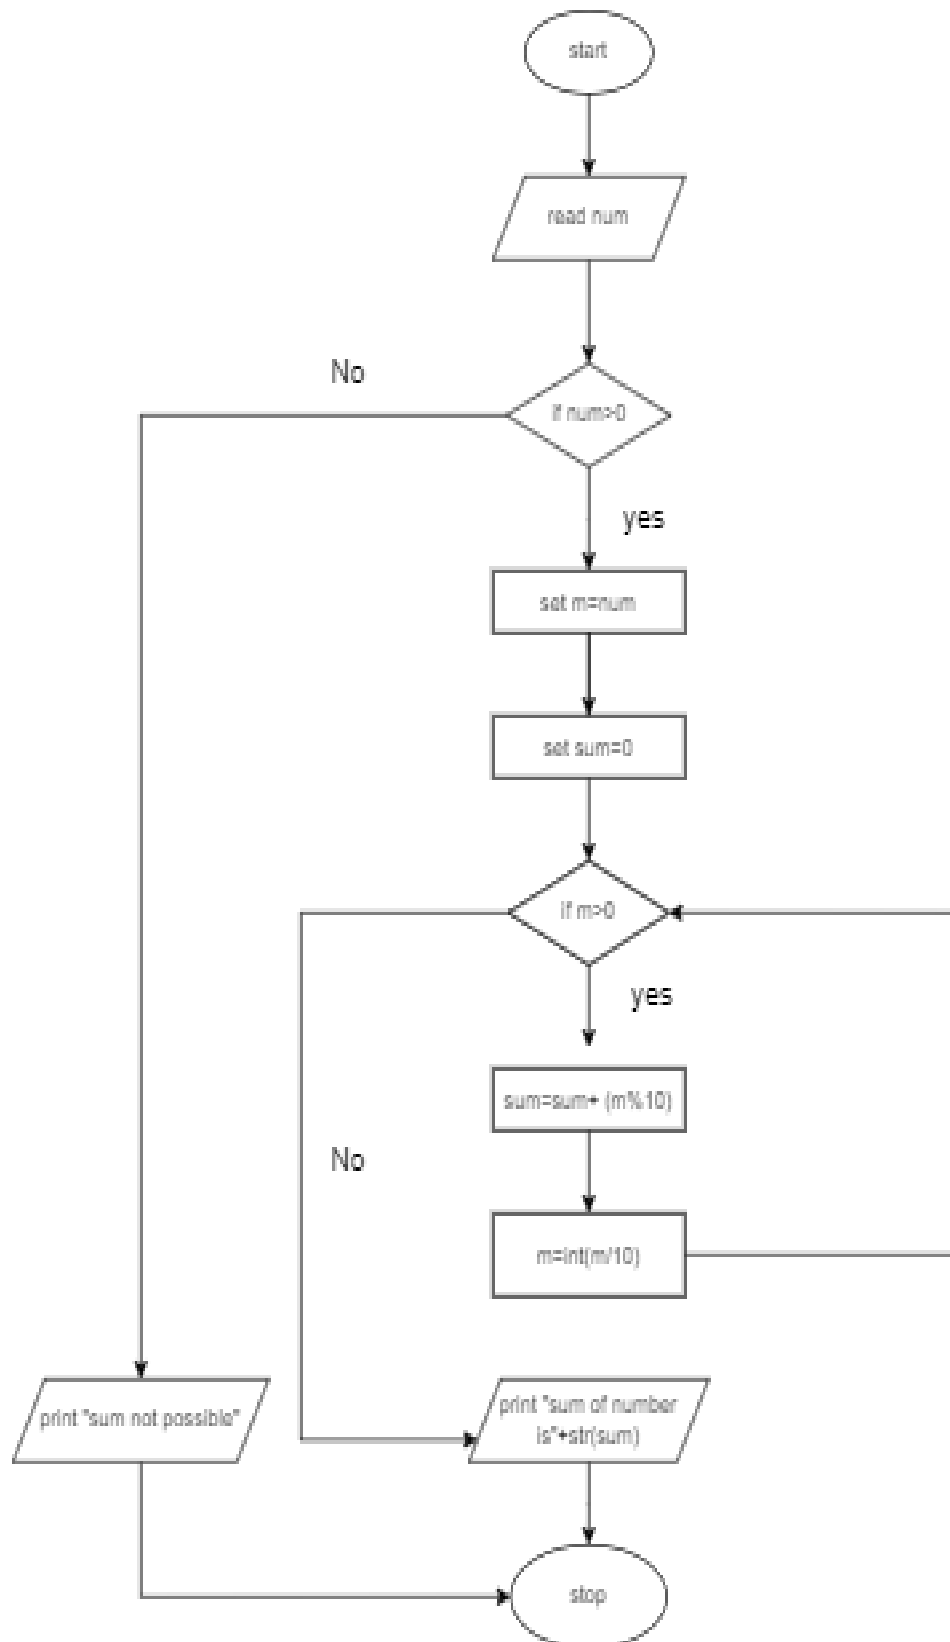 start
read num
No
if num>0
yes
set m=num
set sum=0
if m>0
yes
sum=sum+ (m%10)
No
m=int(m/10)
print "sum not possible"
print "sum of number
is"+str(sum)
stop